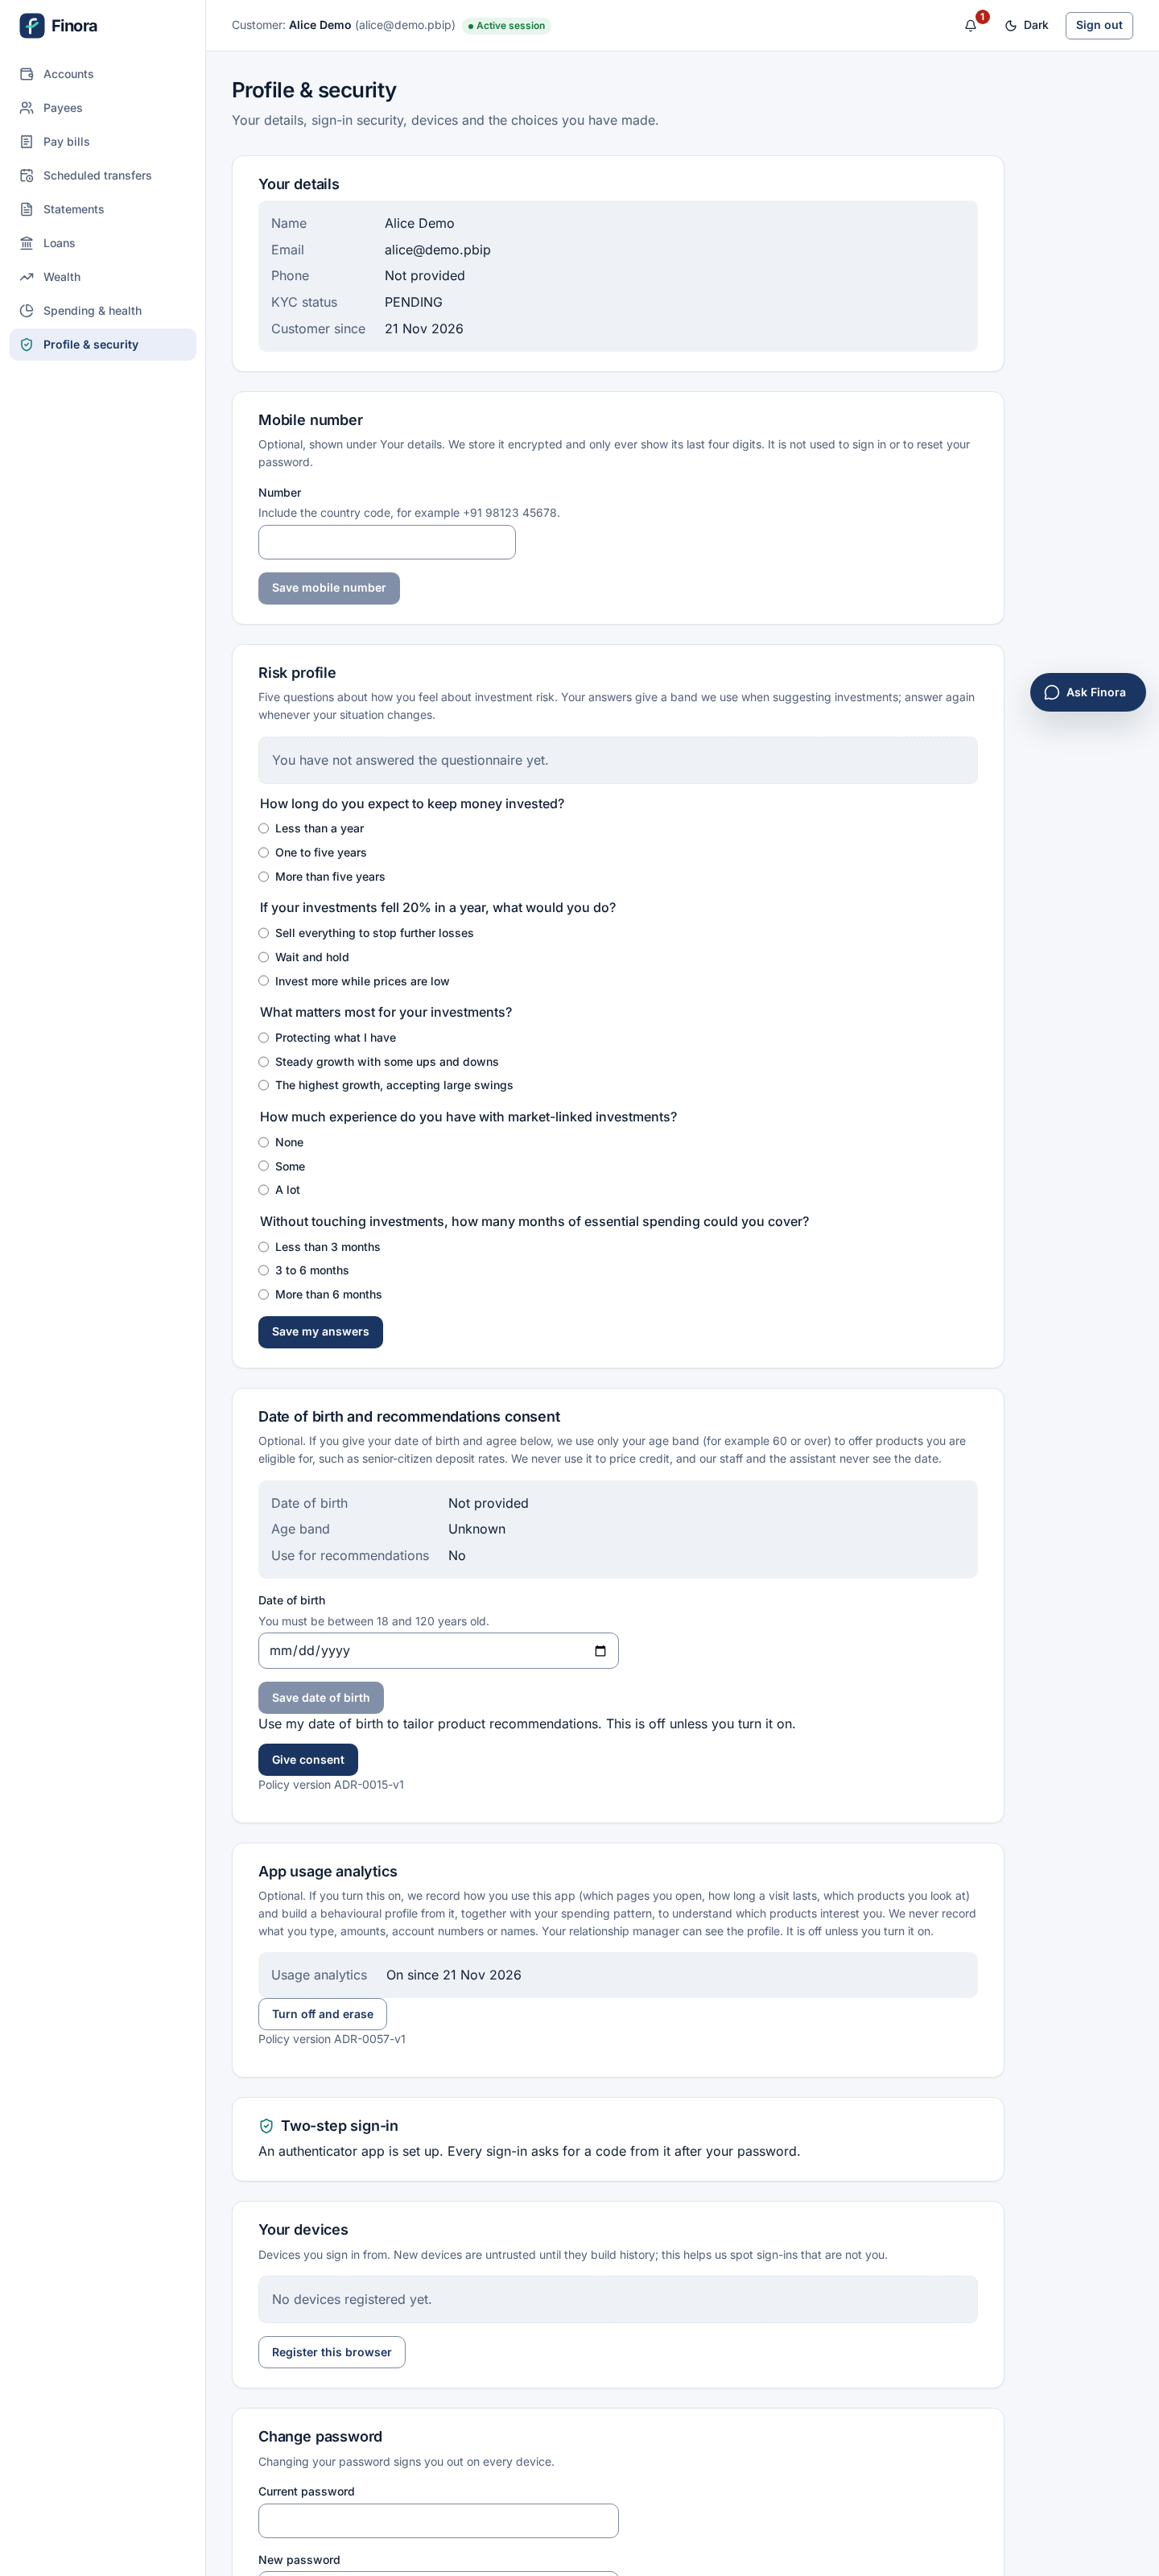 Finora
Customer: Alice Demo (alice@demo.pbip) Active session
1
Dark
Sign out
Accounts
Payees
Pay bills
Scheduled transfers
Statements
Loans
Wealth
Spending & health
Profile & security
Profile & security
Your details, sign-in security, devices and the choices you have made.
Your details
Name Alice Demo
Email alice@demo.pbip
Phone Not provided
KYC status PENDING
Customer since 21 Nov 2026
Mobile number
Optional, shown under Your details. We store it encrypted and only ever show its last four digits. It is not used to sign in or to reset your
password.
Number
Include the country code, for example +91 98123 45678.
Save mobile number
Risk profile
Five questions about how you feel about investment risk. Your answers give a band we use when suggesting investments; answer again
whenever your situation changes.
Ask Finora
You have not answered the questionnaire yet.
How long do you expect to keep money invested?
Less than a year
One to five years
More than five years
If your investments fell 20% in a year, what would you do?
Sell everything to stop further losses
Wait and hold
Invest more while prices are low
What matters most for your investments?
Protecting what I have
Steady growth with some ups and downs
The highest growth, accepting large swings
How much experience do you have with market-linked investments?
None
Some
A lot
Without touching investments, how many months of essential spending could you cover?
Less than 3 months
3 to 6 months
More than 6 months
Save my answers
Date of birth and recommendations consent
Optional. If you give your date of birth and agree below, we use only your age band (for example 60 or over) to offer products you are
eligible for, such as senior-citizen deposit rates. We never use it to price credit, and our staff and the assistant never see the date.
Date of birth Not provided
Age band Unknown
Use for recommendations No
Date of birth
You must be between 18 and 120 years old.
mm/dd/yyyy
Save date of birth
Use my date of birth to tailor product recommendations. This is off unless you turn it on.
Give consent
Policy version ADR-0015-v1
App usage analytics
Optional. If you turn this on, we record how you use this app (which pages you open, how long a visit lasts, which products you look at)
and build a behavioural profile from it, together with your spending pattern, to understand which products interest you. We never record
what you type, amounts, account numbers or names. Your relationship manager can see the profile. It is off unless you turn it on.
Usage analytics On since 21 Nov 2026
Turn off and erase
Policy version ADR-0057-v1
Two-step sign-in
An authenticator app is set up. Every sign-in asks for a code from it after your password.
Your devices
Devices you sign in from. New devices are untrusted until they build history; this helps us spot sign-ins that are not you.
No devices registered yet.
Register this browser
Change password
Changing your password signs you out on every device.
Current password
New password